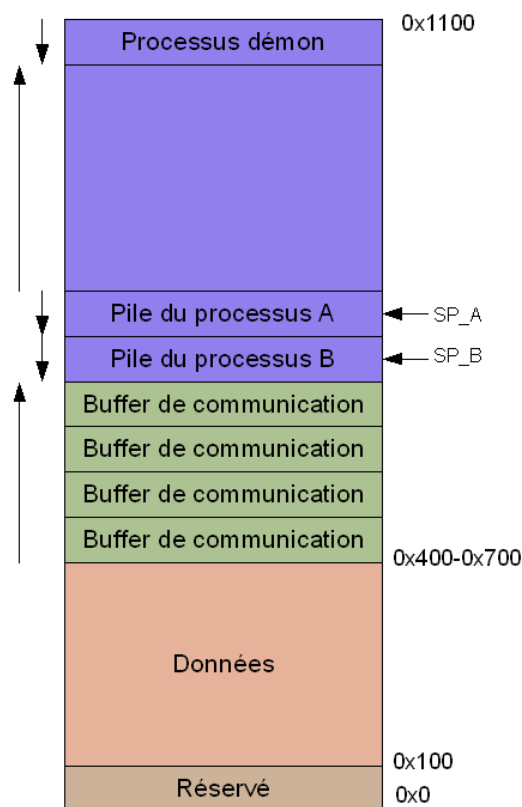 0x1100
Processus démon
Pile du processus A
SP_A
Pile du processus B
SP_B
Buffer de communication
Buffer de communication
Buffer de communication
Buffer de communication
0x400-0x700
Données
0x100
Réservé
0x0